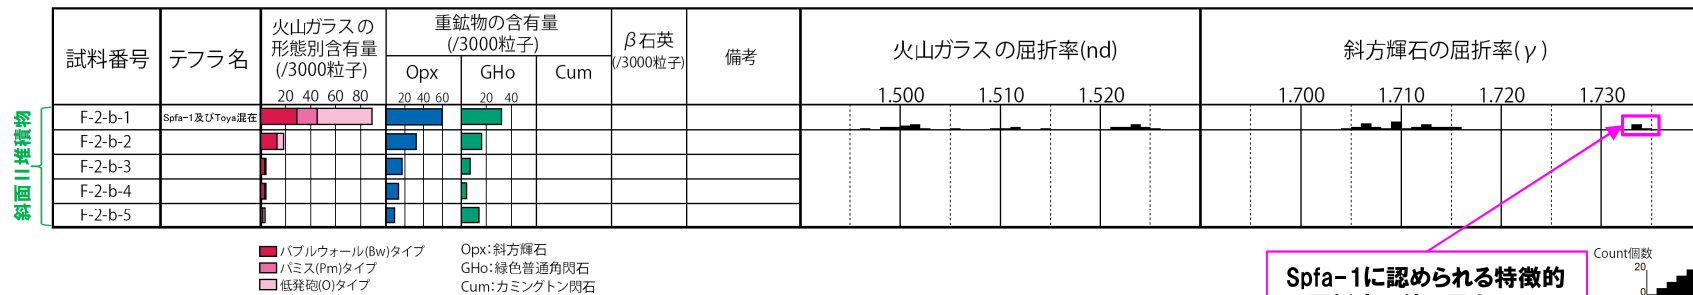 試料番号
テフラ名
火山ガラスの
形態別含有量
(/3000粒子)
20 40 60 80
重鉱物の含有量
(/3000粒子)
Opx
GHo
Cum
20 40 60
20 40
β石英
(/3000粒子)
備考
火山ガラスの屈折率(nd)
1.500 1.510 1.520
斜方輝石の屈折率(γ)
1.700 1.710 1.720 1.730
斜面II堆積物
F-2-b-1
Spfa-1及びToya混在
F-2-b-2
F-2-b-3
F-2-b-4
F-2-b-5
バブルウォール(Bw)タイプ
パミス(Pm)タイプ
低発泡(O)タイプ
Opx:斜方輝石
GHo:緑色普通角閃石
Cum:カミングトン閃石
Spfa-1に認められる特徴的
Count個数
20
0